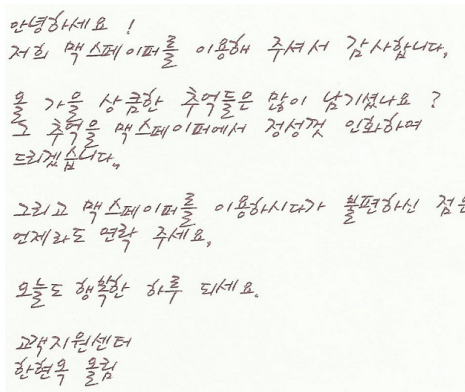 안녕하세요 !
저희 맥스페이퍼를 이용해 주셔서 감사합니다.
올 가을 상큼한 추억들은 많이 남기셨나요 ?
그 추억을 맥스페이퍼에서 정성껏 인화하여
드리겠습니다.
그리고 맥스페이퍼를 이용하시다가 불편하신 점은
언제라도 연락 주세요.
오늘도 행복한 하루 되세요.
고객지원센터
한현옥 올림